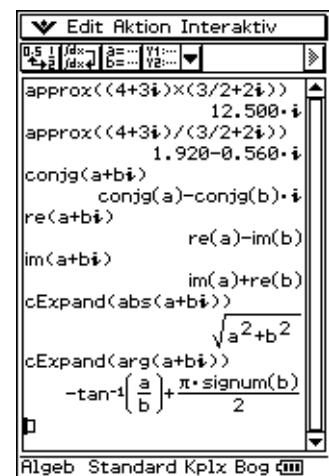 Edit Aktion Interaktiv
approx((4+3i)×(3/2+2i))
12.500·i
approx((4+3i)/(3/2+2i))
1.920-0.560·i
conjg(a+bi)
conjg(a)-conjg(b)·i
re(a+bi)
re(a)-im(b)
im(a+bi)
im(a)+re(b)
cExpand(abs(a+bi))
√a²+b²
cExpand(arg(a+bi))
-tan⁻¹(a/b)+π·signum(b)/2
Algeb Standard Kplx Bog